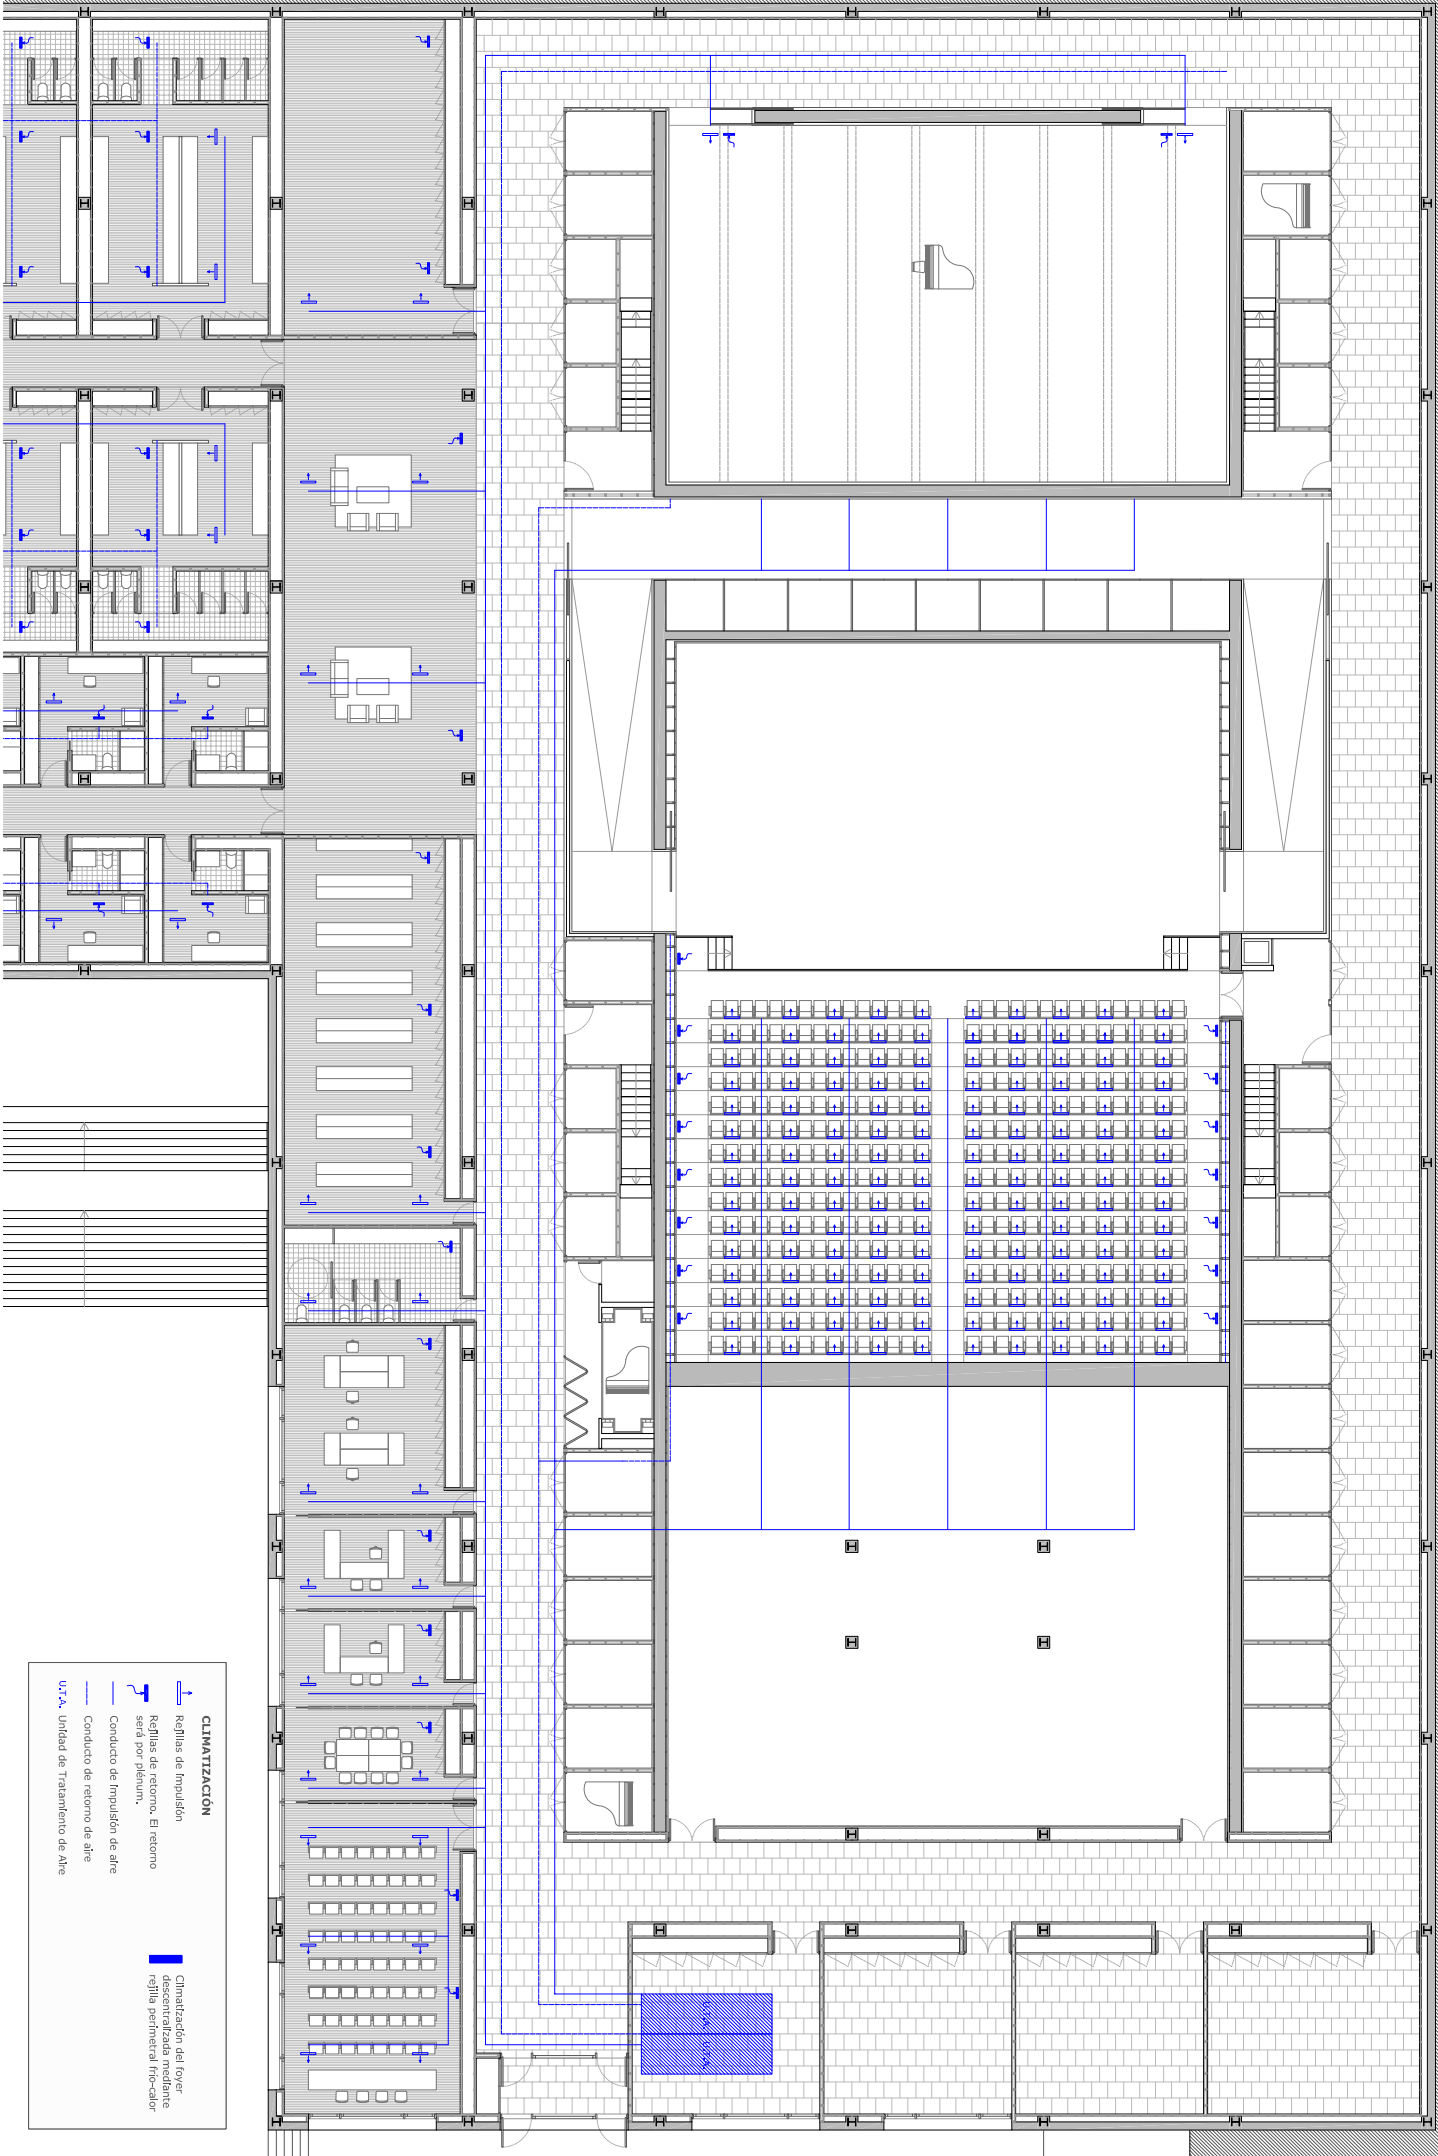 CLIMATIZACIÓN
Rejillas de impulsión
Rejillas de retorno. El retorno
será por plénum.
Conducto de impulsión de aire
Conducto de retorno de aire
U.T.A. Unidad de Tratamiento de Aire
Climatización del foyer
descentralizada mediante
rejilla perimetral frío-calor
U.T.A.
U.T.A.